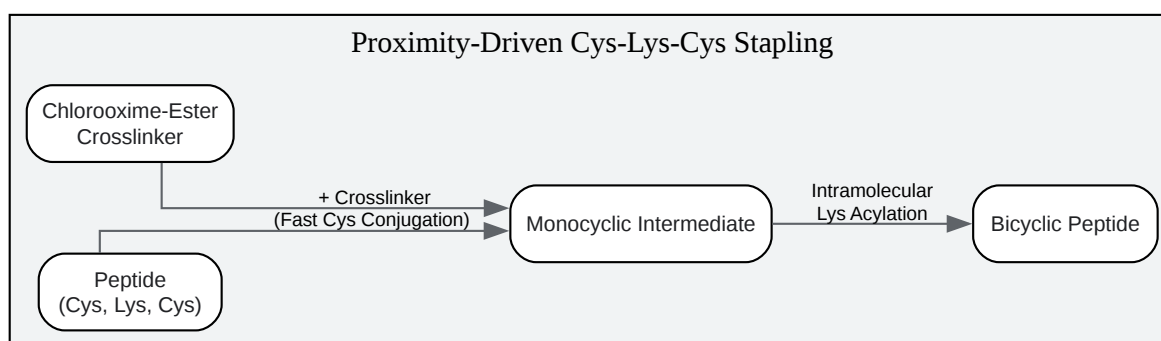 Proximity-Driven Cys-Lys-Cys Stapling
Chlorooxime-Ester
Crosslinker
+ Crosslinker
(Fast Cys Conjugation)
Peptide
(Cys, Lys, Cys)
Monocyclic Intermediate
Intramolecular
Lys Acylation
Bicyclic Peptide